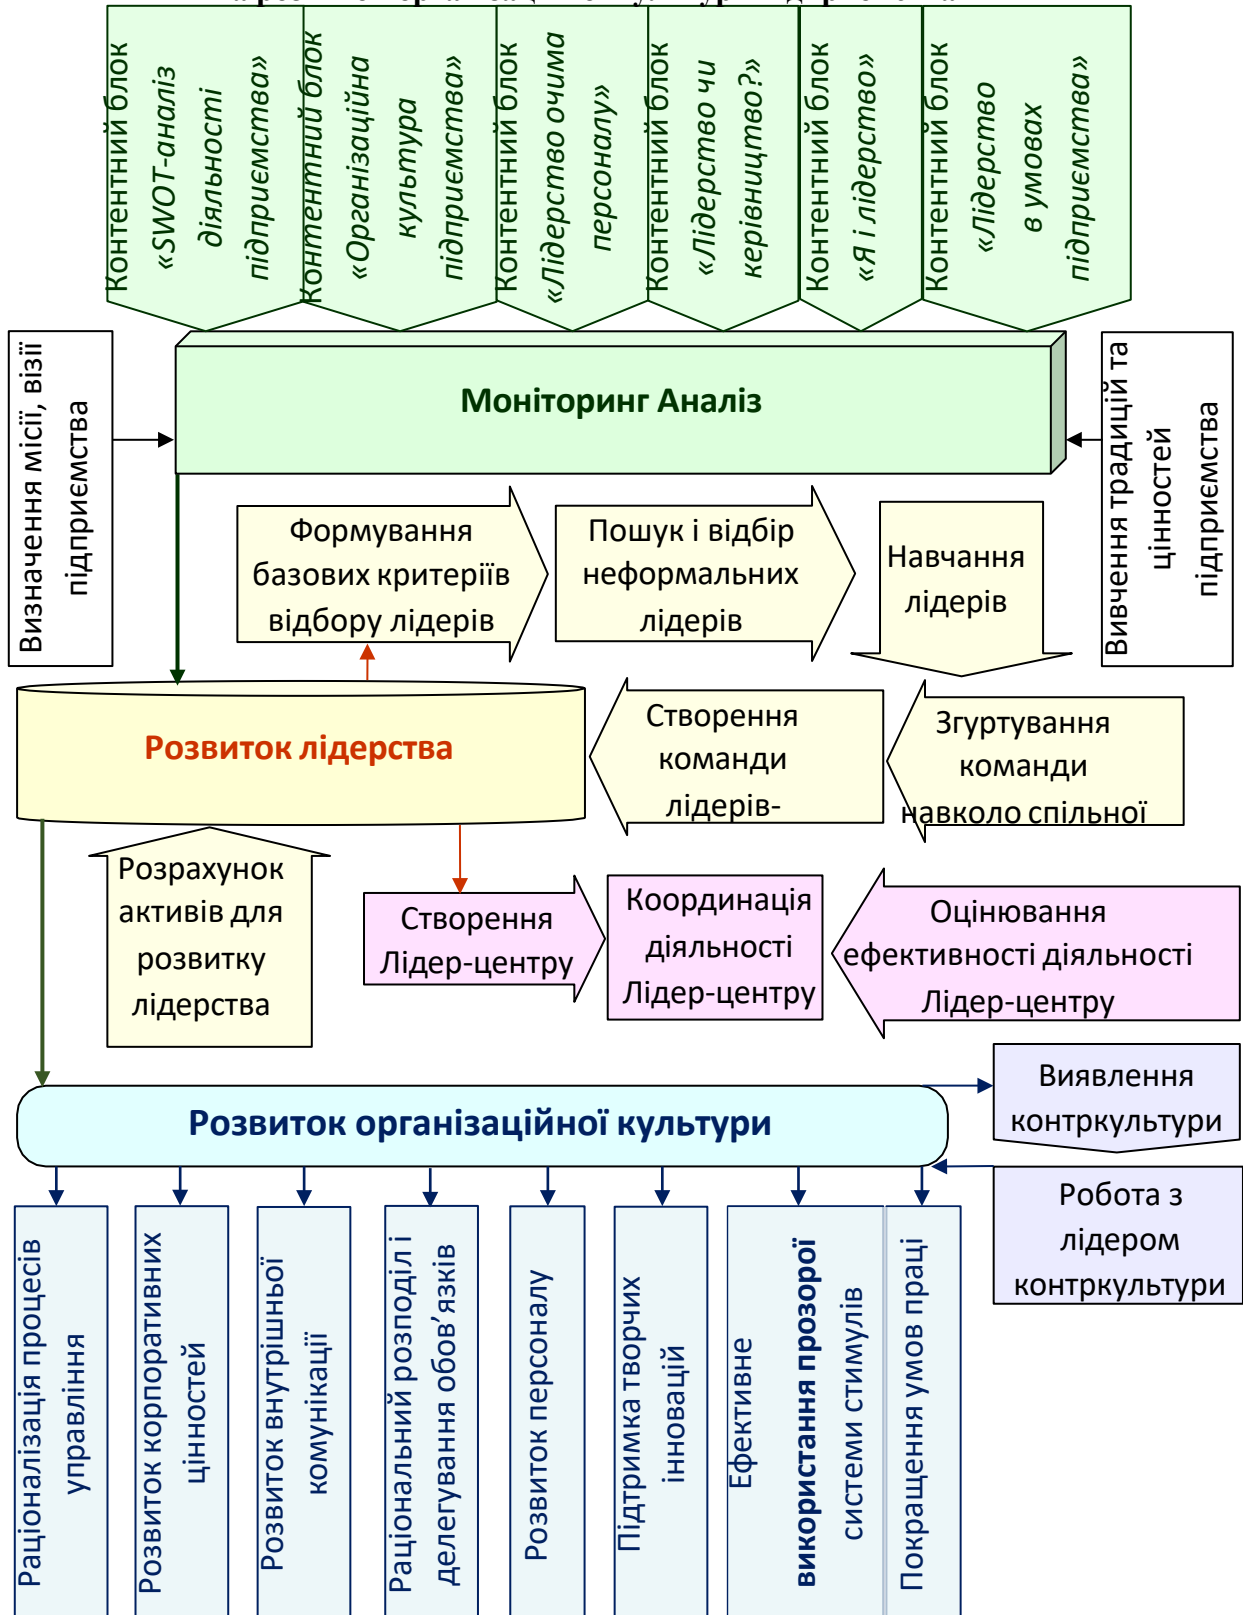 Контентний блок
«SWOT-аналіз
діяльності
підприємства»
Контентний блок
«Організаційна
культура
підприємства»
Контентний блок
«Лідерство очима
персоналу»
Контентний блок
«Лідерство чи
керівництво?»
Контентний блок
«Я і лідерство»
Контентний блок
«Лідерство
в умовах
підприємства»
Визначення місії, візії
підприємства
Моніторинг Аналіз
Вивчення традицій та
цінностей
підприємства
Формування
базових критеріїв
відбору лідерів
Пошук і відбір
неформальних
лідерів
Навчання
лідерів
Розвиток лідерства
Створення
команди
лідерів-
Згуртування
команди
навколо спільної
Розрахунок
активів для
розвитку
лідерства
Створення
Лідер-центру
Координація
діяльності
Лідер-центру
Оцінювання
ефективності діяльності
Лідер-центру
Розвиток організаційної культури
Виявлення
контркультури
Робота з
лідером
контркультури
Раціоналізація процесів
управління
Розвиток корпоративних
цінностей
Розвиток внутрішньої
комунікації
Раціональний розподіл і
делегування обов’язків
Розвиток персоналу
Підтримка творчих
інновацій
Ефективне
використання прозорої
системи стимулів
Покращення умов праці